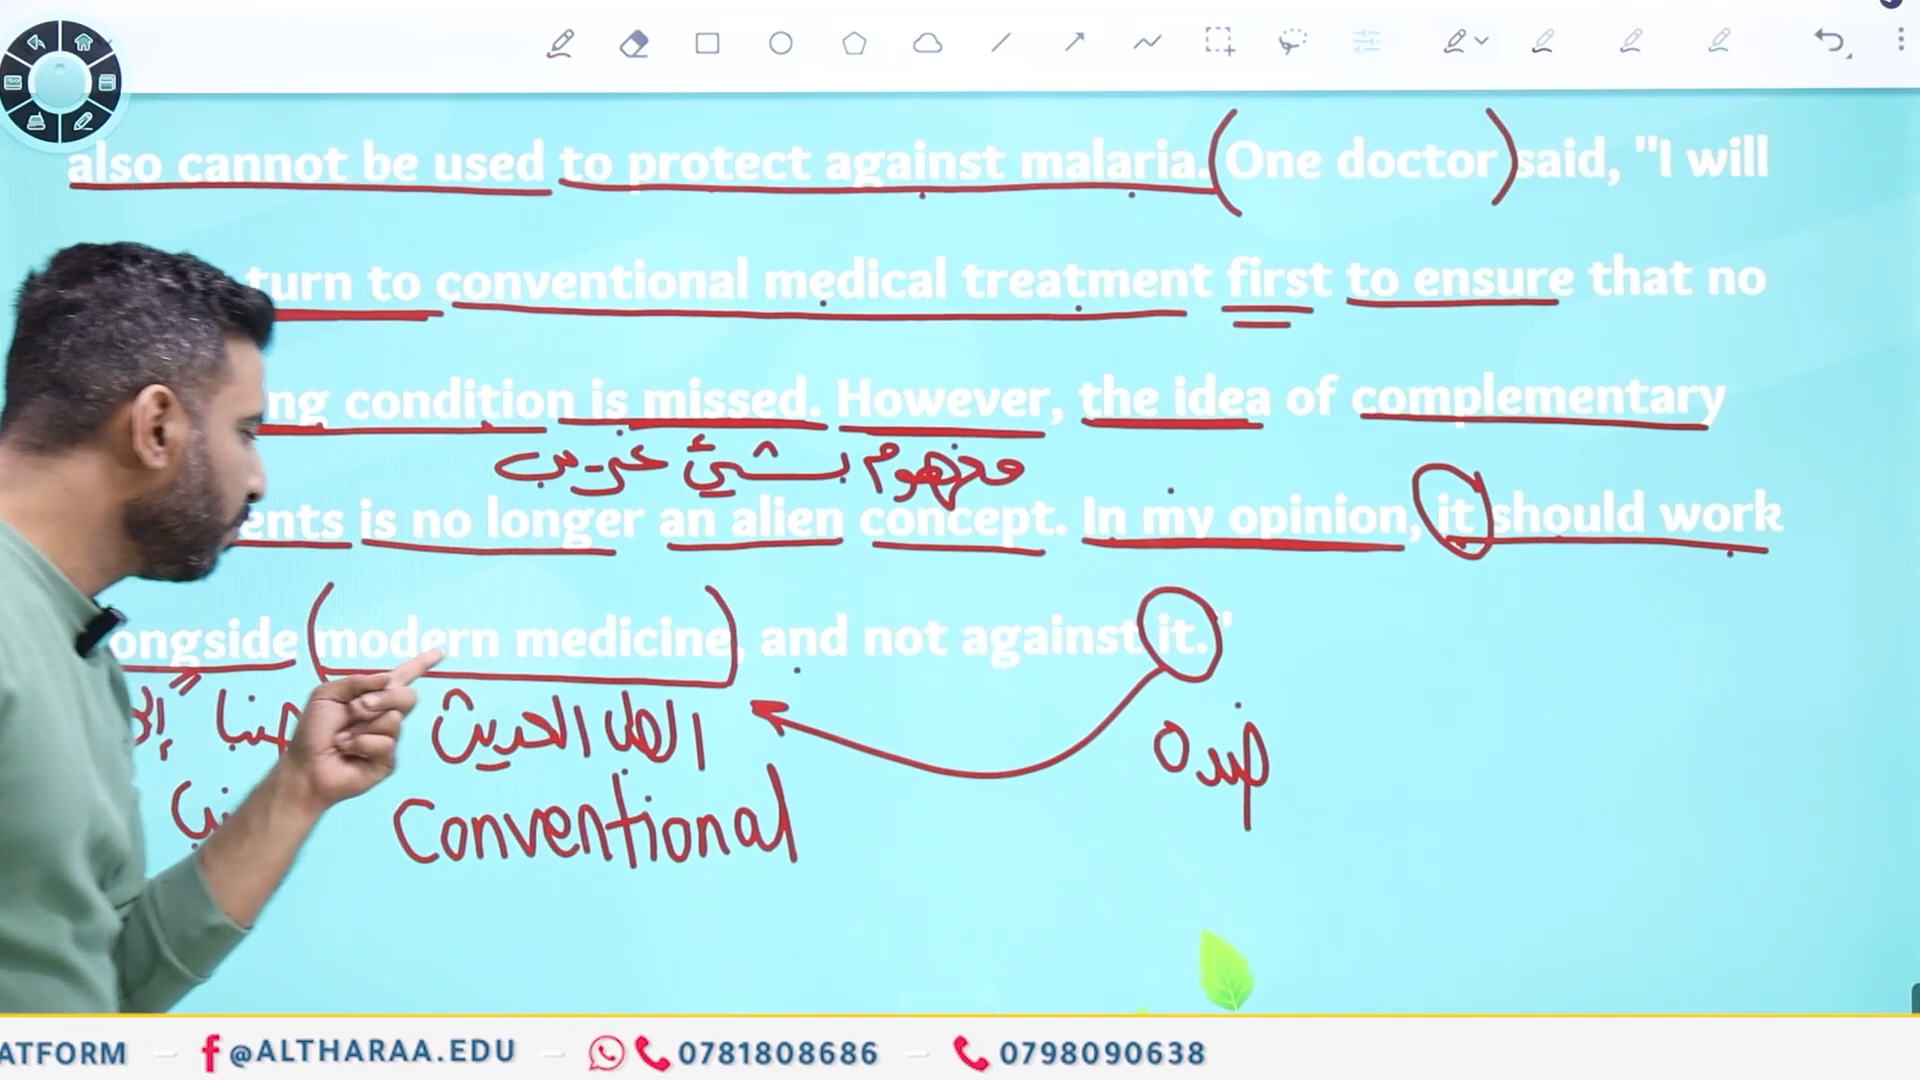 also cannot be used to protect against malaria. One doctor said, "I will
turn to conventional medical treatment first to ensure that no
ng condition is missed. However, the idea of complementary
مفهوم بشيئ غريب
ents is no longer an alien concept. In my opinion, it should work
ongside modern medicine, and not against it."
الطب الحديث
ضده
Conventional
ATFORM — @ALTHARAA.EDU — 0781808686 — 0798090638